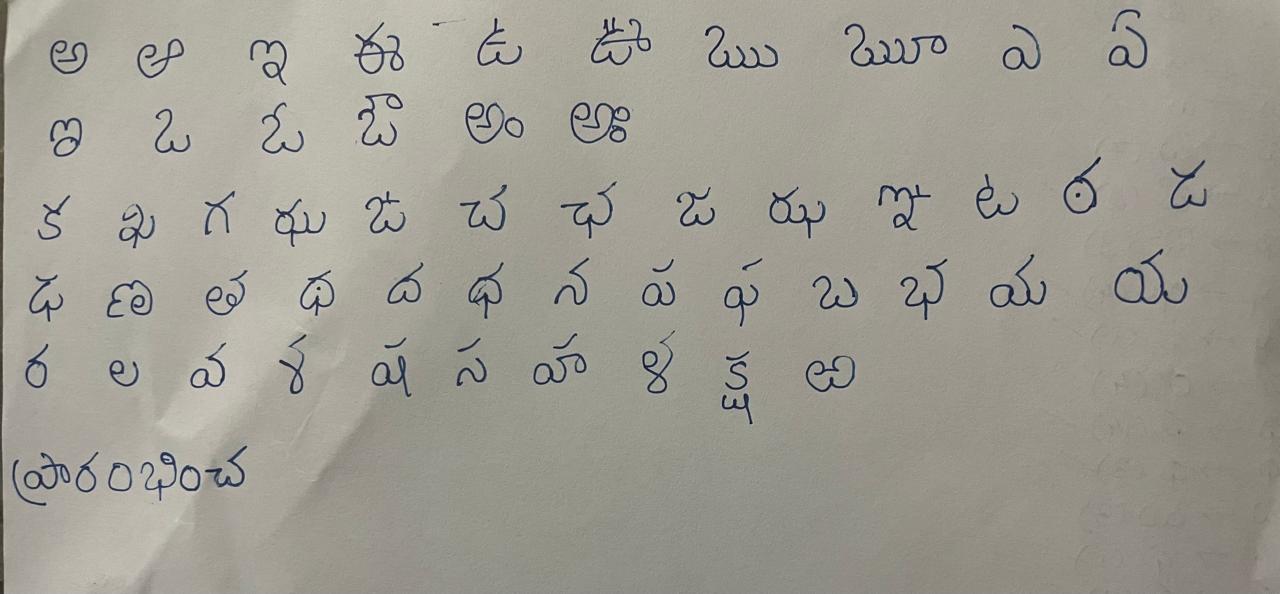 అ ఆ ఇ ఈ ఉ ఊ ఋ ౠ ఎ ఏ
ఐ ఒ ఓ ఔ అం అః
క ఖ గ ఘ ఙ చ ఛ జ ఝ ఞ ట ఠ డ
ఢ ణ త థ ద ధ న ప ఫ బ భ మ య
ర ల వ శ ష స హ ళ క్ష ఱ
ప్రారంభించ